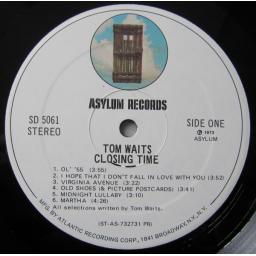 ASYLUM RECORDS
SD 5061
STEREO
SIDE ONE
℗ 1973
ASYLUM
TOM WAITS
CLOSING TIME
1. OL' '55 (3:55)
2. I HOPE THAT I DON'T FALL IN LOVE WITH YOU (3:52)
3. VIRGINIA AVENUE (3:22)
4. OLD SHOES (& PICTURE POSTCARDS) (3:41)
5. MIDNIGHT LULLABY (3:10)
6. MARTHA (4:26)
All selections written by Tom Waits.
(ST-AS-732731 PR)
MFG. BY ATLANTIC RECORDING CORP., 1841 BROADWAY, N.Y., N.Y.